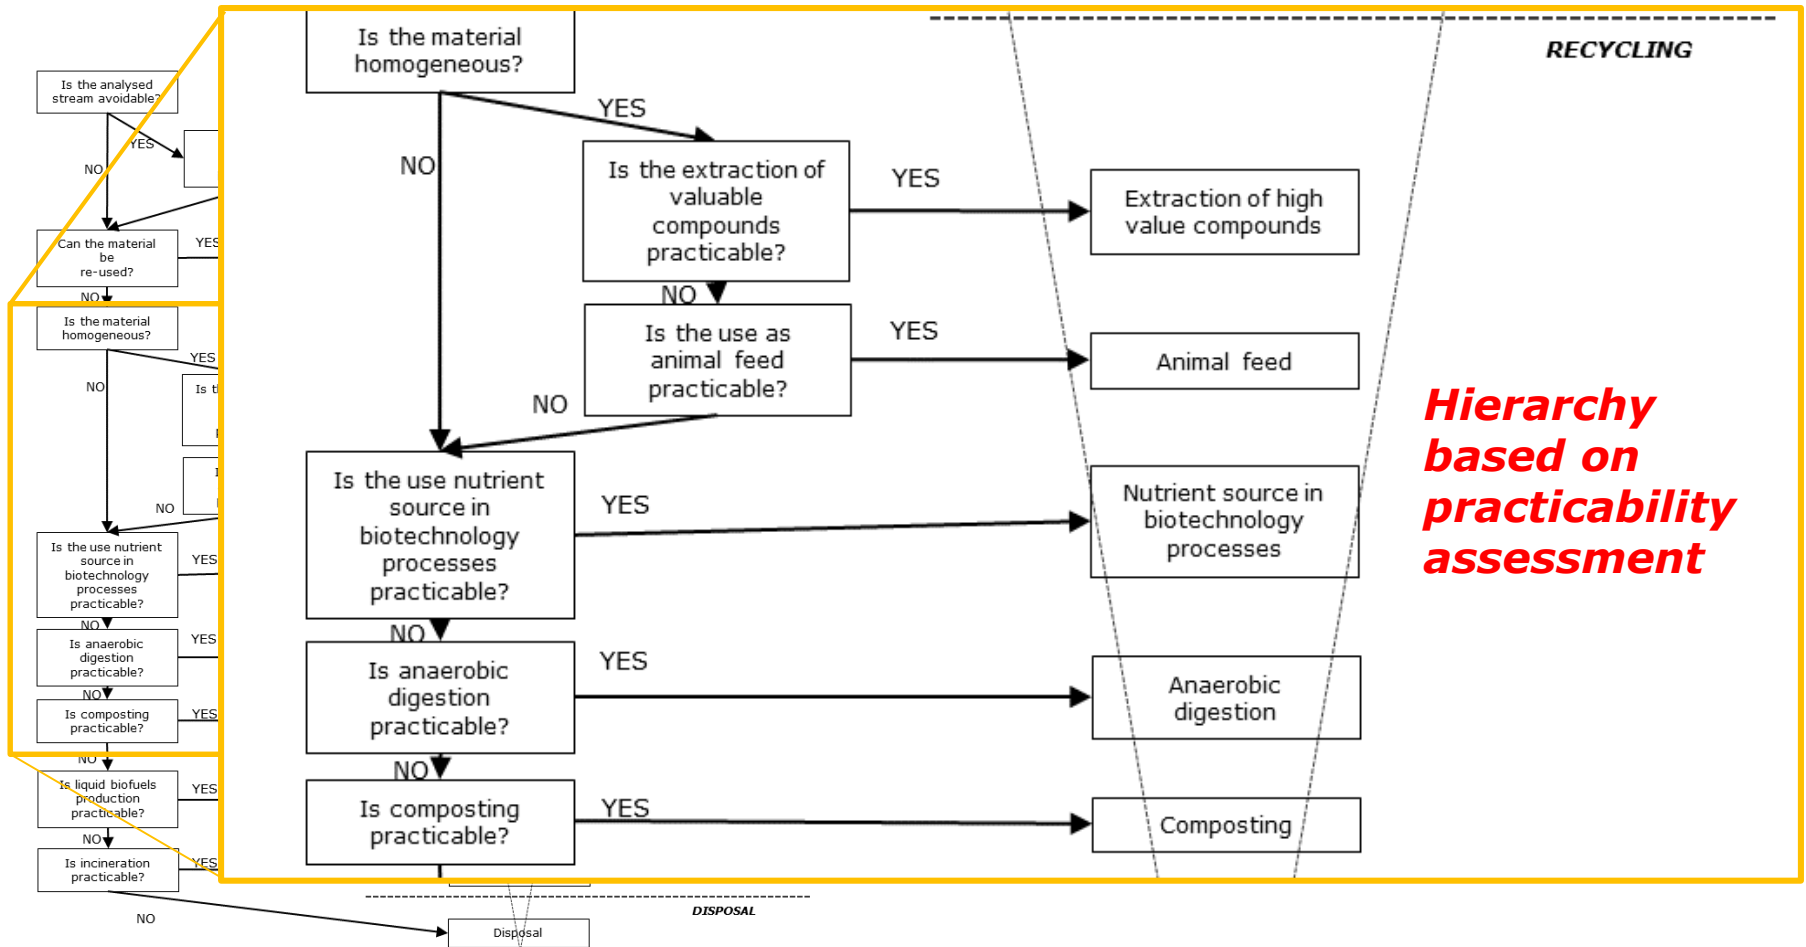 Is the analysed
stream avoidable?
YES
NO
Can the material
be
re-used?
YES
NO
Is the material
homogeneous?
YES
NO
Is t
NO
Is the use nutrient
source in
biotechnology
processes
practicable?
YES
NO
Is anaerobic
digestion
practicable?
YES
NO
Is composting
practicable?
YES
NO
Is liquid biofuels
production
practicable?
YES
NO
Is incineration
practicable?
YES
NO
DISPOSAL
Disposal
Is the material
homogeneous?
YES
NO
RECYCLING
Is the extraction of
valuable
compounds
practicable?
YES
Extraction of high
value compounds
NO
Is the use as
animal feed
practicable?
YES
Animal feed
NO
Is the use nutrient
source in
biotechnology
processes
practicable?
YES
Nutrient source in
biotechnology
processes
NO
Is anaerobic
digestion
practicable?
YES
Anaerobic
digestion
NO
Is composting
practicable?
YES
Composting
Hierarchy
based on
practicability
assessment